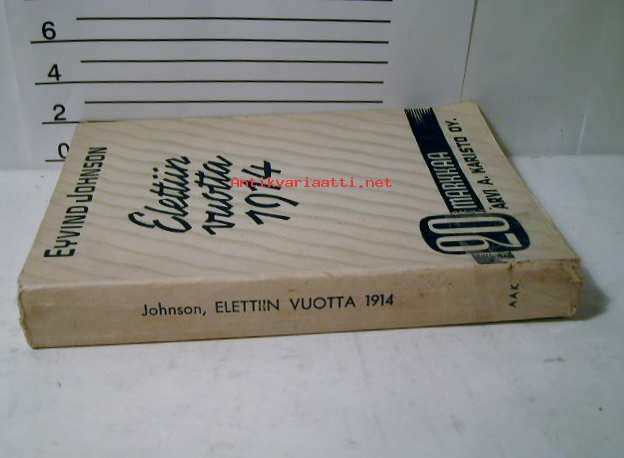 6
4
2
0
EYVIND JOHNSON
Elettiin
vuotta
1914
Antikvariaatti.net
20 MARKKAA
ARVI A. KARISTO OY.
Johnson, ELETTIIN VUOTTA 1914
AAK